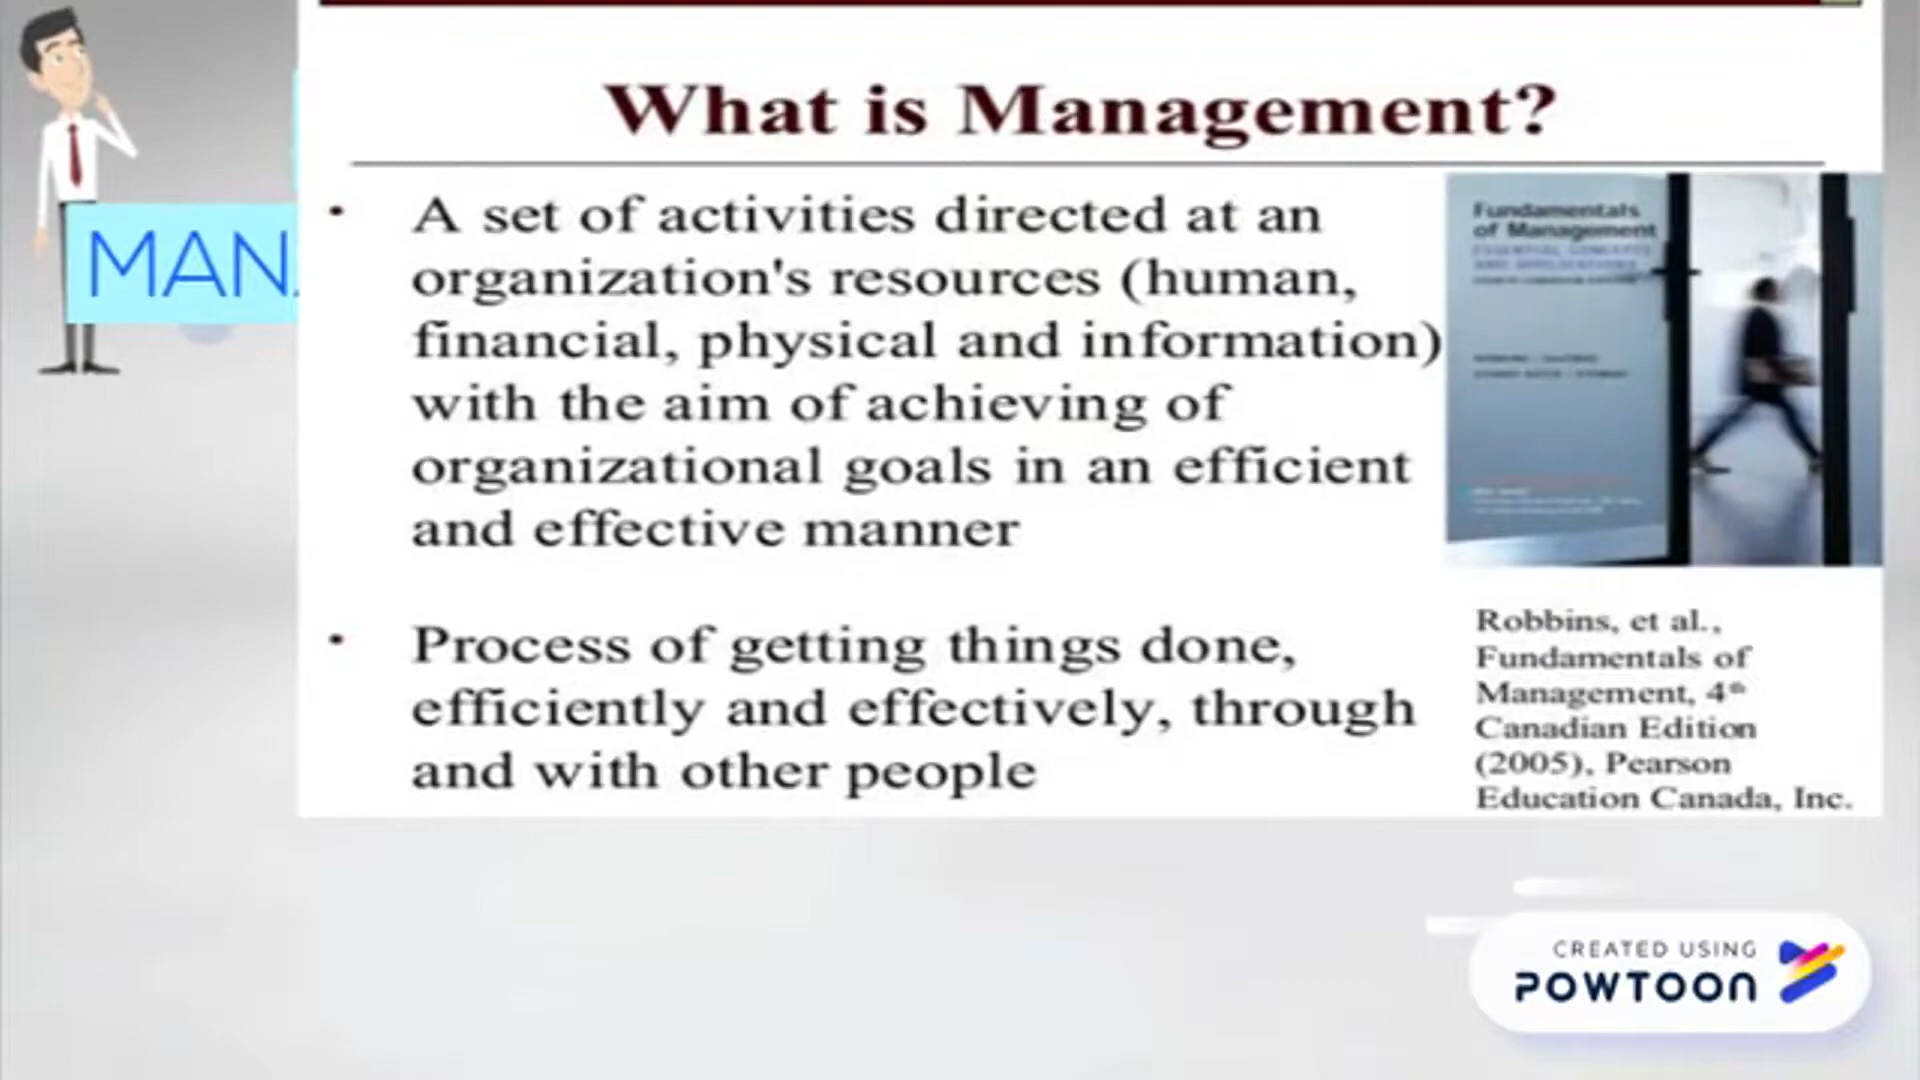 What is Management?
MAN
• A set of activities directed at an
organization's resources (human,
financial, physical and information)
with the aim of achieving of
organizational goals in an efficient
and effective manner
• Process of getting things done,
efficiently and effectively, through
and with other people
Fundamentals
of Management
Robbins, et al.,
Fundamentals of
Management, 4th
Canadian Edition
(2005), Pearson
Education Canada, Inc.
CREATED USING
POWTOON